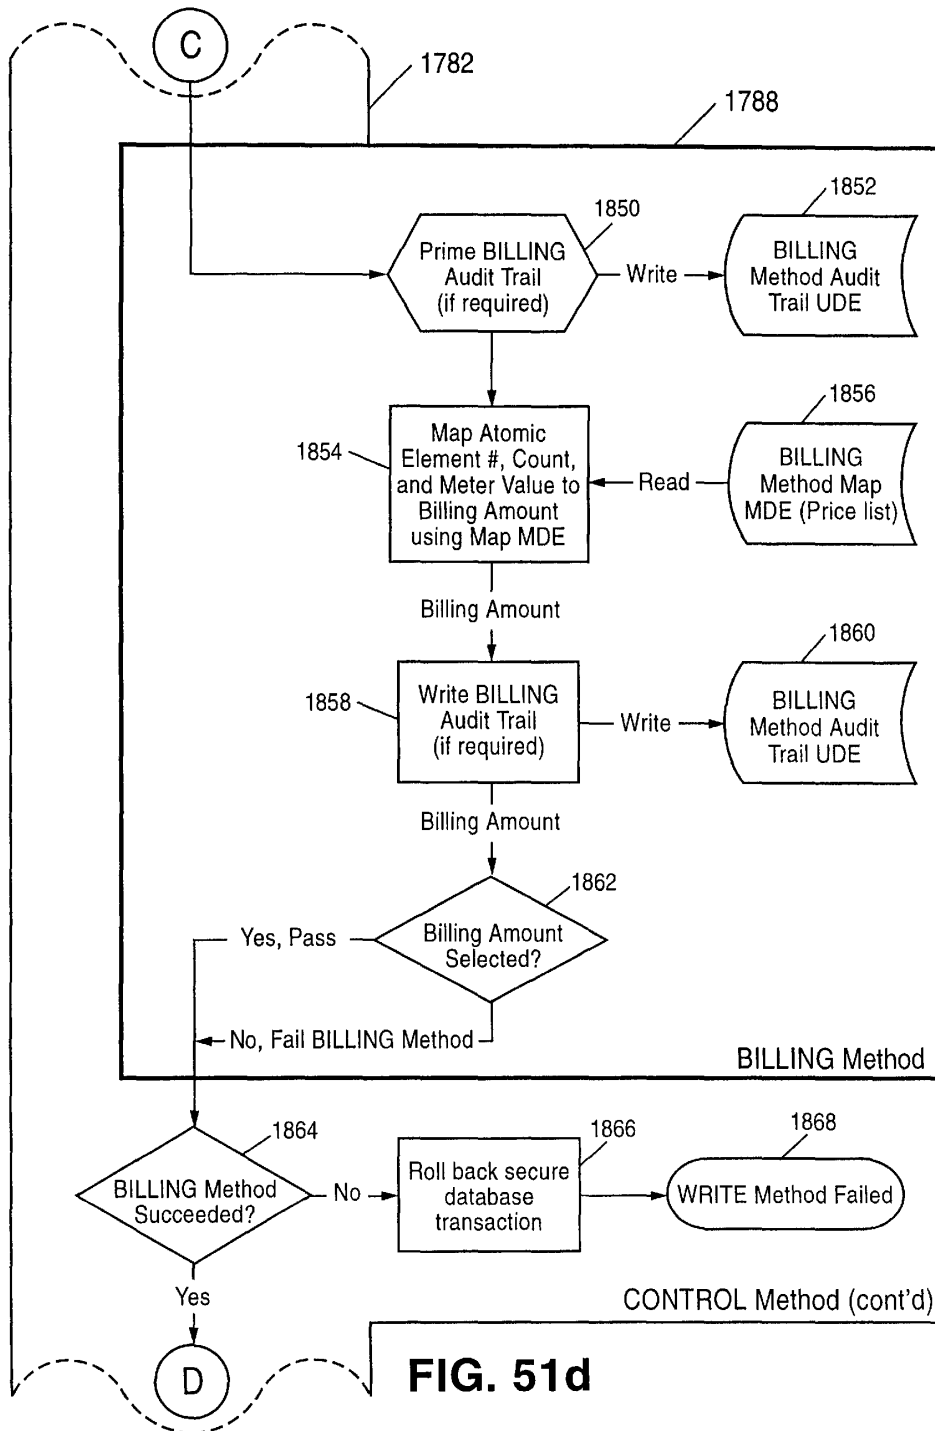 C
1782
1788
1850
1852
Prime BILLING
Audit Trail
(if required)
Write
BILLING
Method Audit
Trail UDE
1854
1856
Map Atomic
Element #, Count,
and Meter Value to
Billing Amount
using Map MDE
Read
BILLING
Method Map
MDE (Price list)
Billing Amount
1858
1860
Write BILLING
Audit Trail
(if required)
Write
BILLING
Method Audit
Trail UDE
Billing Amount
1862
Billing Amount
Selected?
Yes, Pass
No, Fail BILLING Method
BILLING Method
1864
1866
1868
BILLING Method
Succeeded?
No
Roll back secure
database
transaction
WRITE Method Failed
Yes
CONTROL Method (cont'd)
D
FIG. 51d